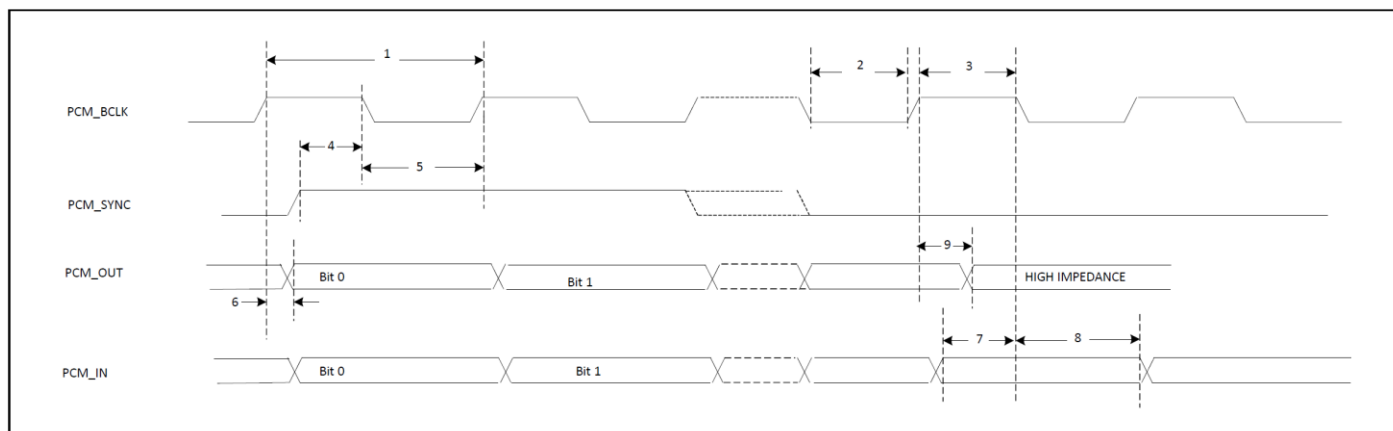 1
2
3
PCM_BCLK
4
5
PCM_SYNC
9
PCM_OUT
Bit 0
Bit 1
HIGH IMPEDANCE
6
7
8
PCM_IN
Bit 0
Bit 1